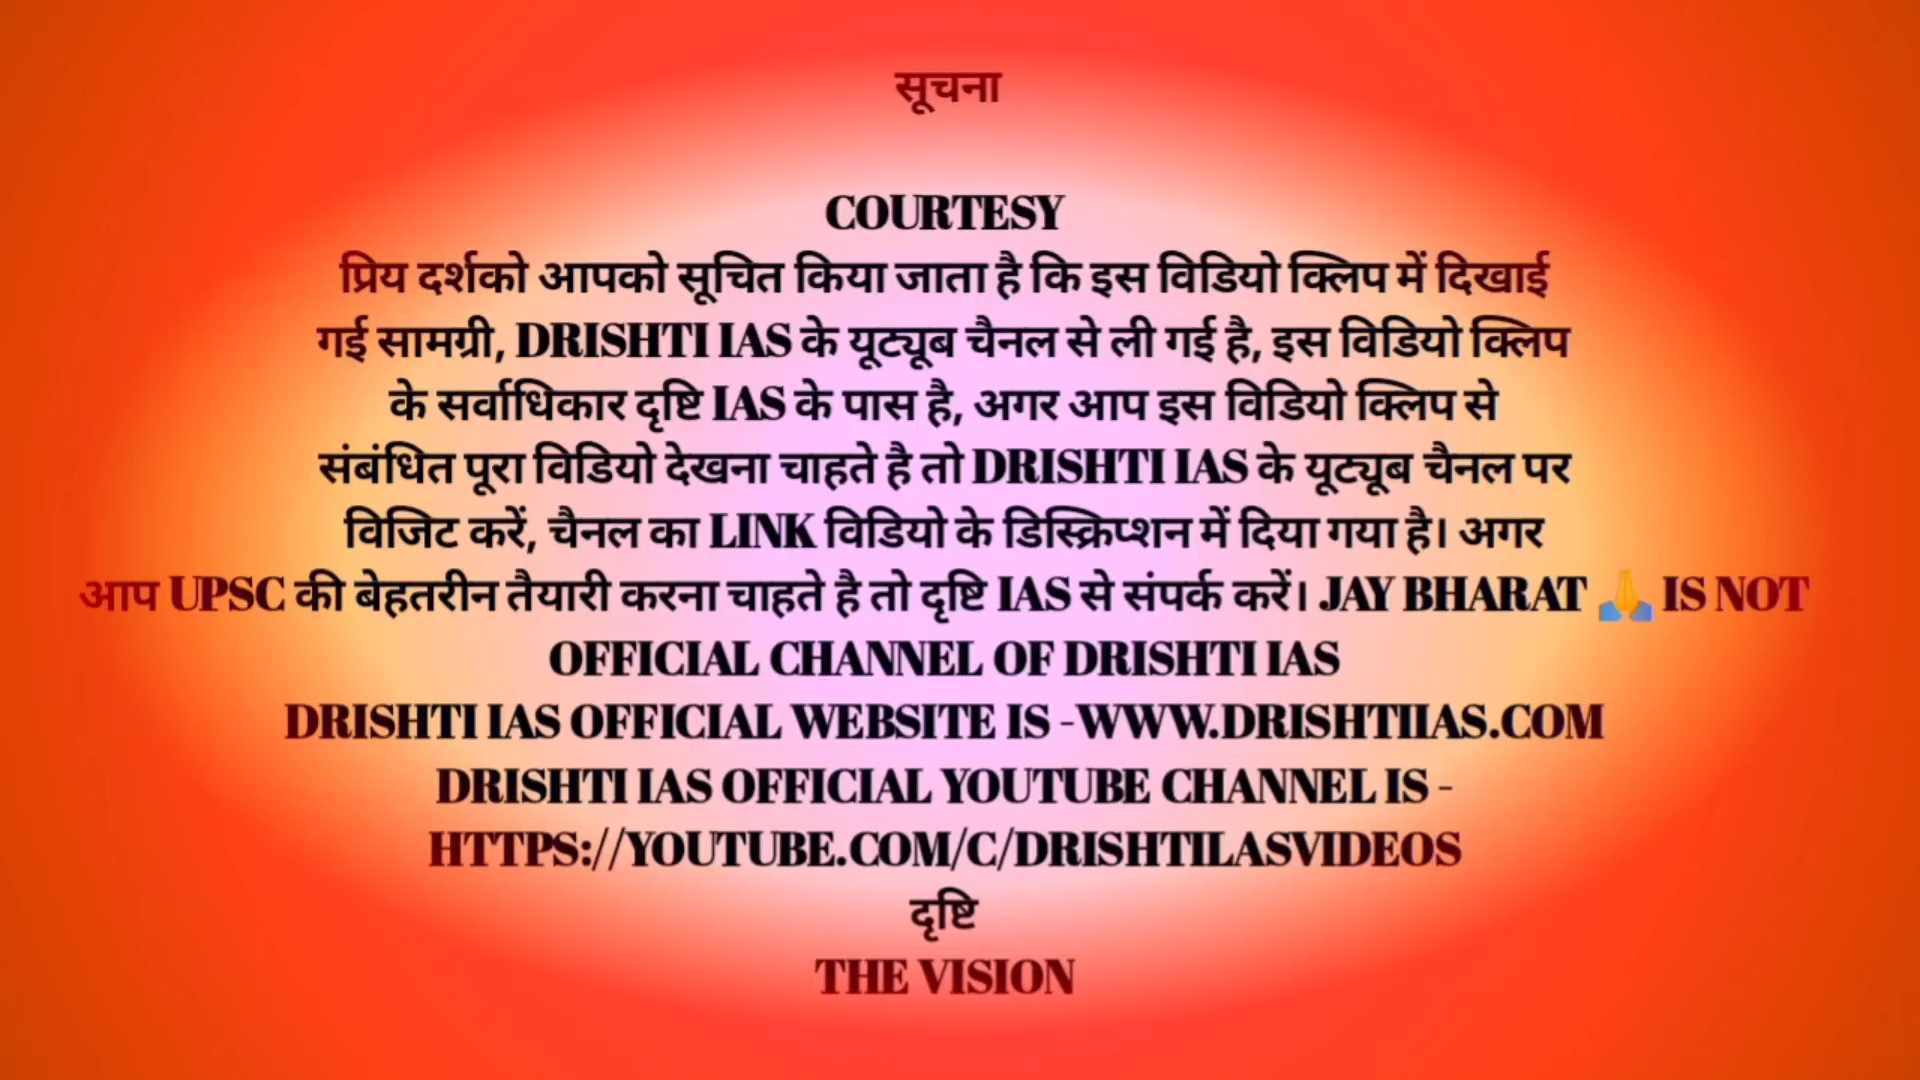 सूचना
COURTESY
प्रिय दर्शको आपको सूचित किया जाता है कि इस विडियो क्लिप में दिखाई
गई सामग्री, DRISHTI IAS के यूट्यूब चैनल से ली गई है, इस विडियो क्लिप
के सर्वाधिकार दृष्टि IAS के पास है, अगर आप इस विडियो क्लिप से
संबंधित पूरा विडियो देखना चाहते है तो DRISHTI IAS के यूट्यूब चैनल पर
विजिट करें, चैनल का LINK विडियो के डिस्क्रिप्शन में दिया गया है। अगर
आप UPSC की बेहतरीन तैयारी करना चाहते है तो दृष्टि IAS से संपर्क करें। JAY BHARAT 🙏 IS NOT
OFFICIAL CHANNEL OF DRISHTI IAS
DRISHTI IAS OFFICIAL WEBSITE IS -WWW.DRISHTIIAS.COM
DRISHTI IAS OFFICIAL YOUTUBE CHANNEL IS -
HTTPS://YOUTUBE.COM/C/DRISHTILASVIDEOS
दृष्टि
THE VISION